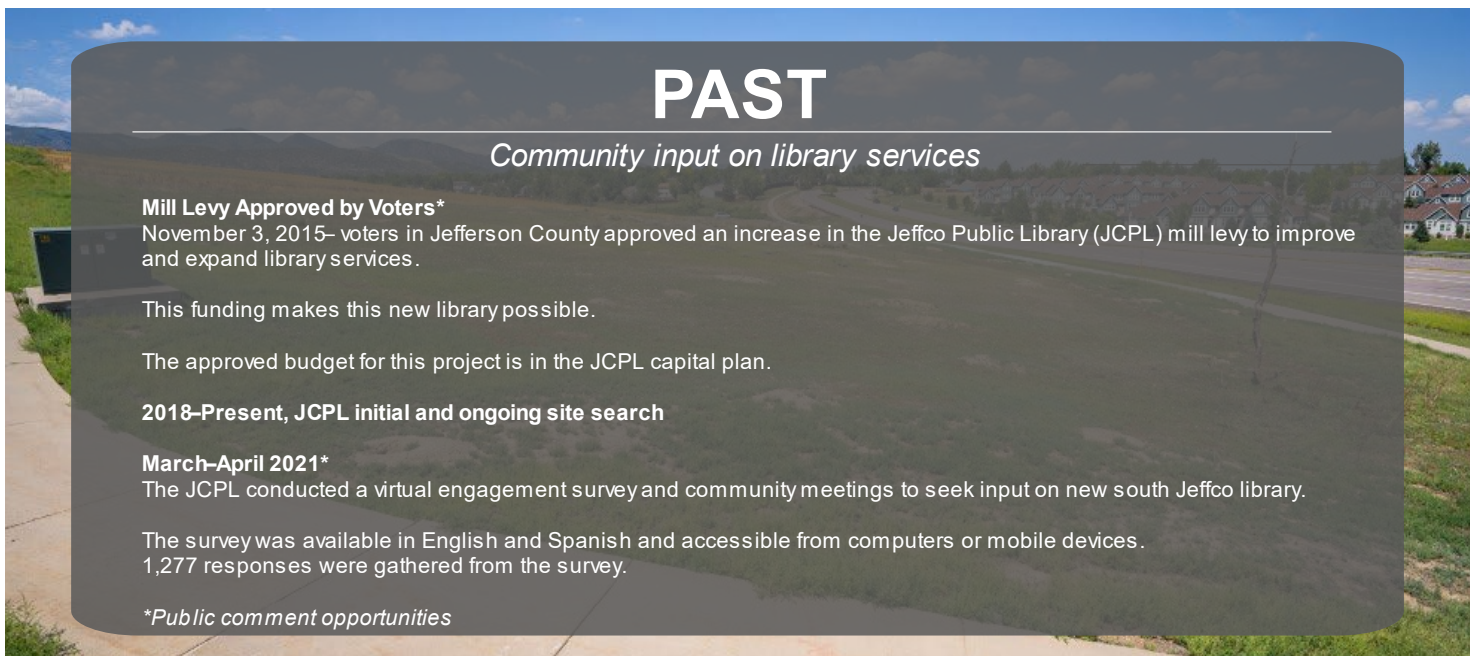 PAST
Community input on library services
Mill Levy Approved by Voters*
November 3, 2015– voters in Jefferson County approved an increase in the Jeffco Public Library (JCPL) mill levy to improve
and expand library services.
This funding makes this new library possible.
The approved budget for this project is in the JCPL capital plan.
2018–Present, JCPL initial and ongoing site search
March–April 2021*
The JCPL conducted a virtual engagement survey and community meetings to seek input on new south Jeffco library.
The survey was available in English and Spanish and accessible from computers or mobile devices.
1,277 responses were gathered from the survey.
*Public comment opportunities